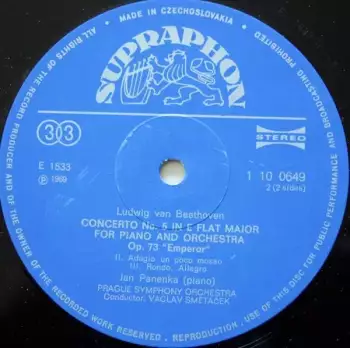 MADE IN CZECHOSLOVAKIA
ALL RIGHTS OF THE RECORD PRODUCER AND OF THE OWNER OF THE RECORDED WORK RESERVED . REPRODUCTION . USE OF THIS DISC FOR PUBLIC PERFORMANCE AND BROADCASTING PROHIBITED
SUPRAPHON
33
STEREO
E 1533
℗ 1969
1 10 0649
2 (2 sides)
Ludwig van Beethoven
CONCERTO No. 5 IN E FLAT MAIOR
FOR PIANO AND ORCHESTRA
Op. 73 "Emperor"
II. Adagio un poco mosso
III. Rondo. Allegro
Jan Panenka (piano)
PRAGUE SYMPHONY ORCHESTRA
Conductor: VACLAV SMETÁČEK